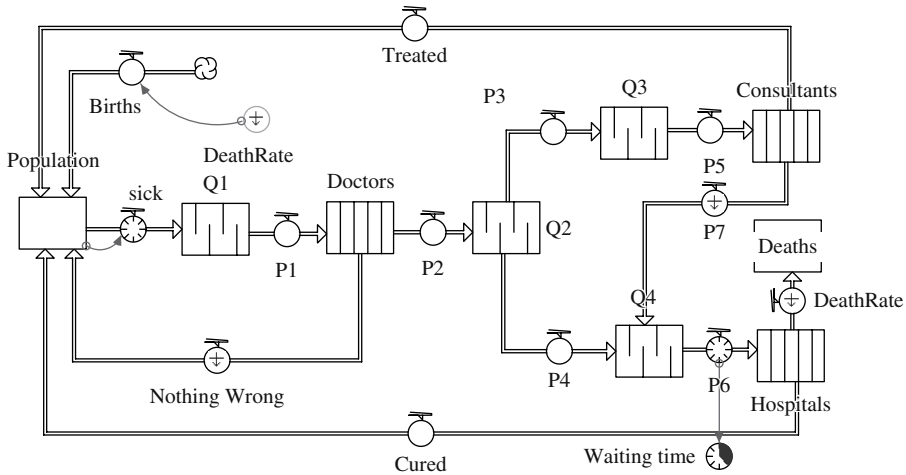 Treated
Births
P3
Q3
Consultants
DeathRate
P5
Population
sick
Q1
Doctors
Q2
P1
P2
P7
Deaths
Q4
DeathRate
Nothing Wrong
P4
P6
Hospitals
Cured
Waiting time